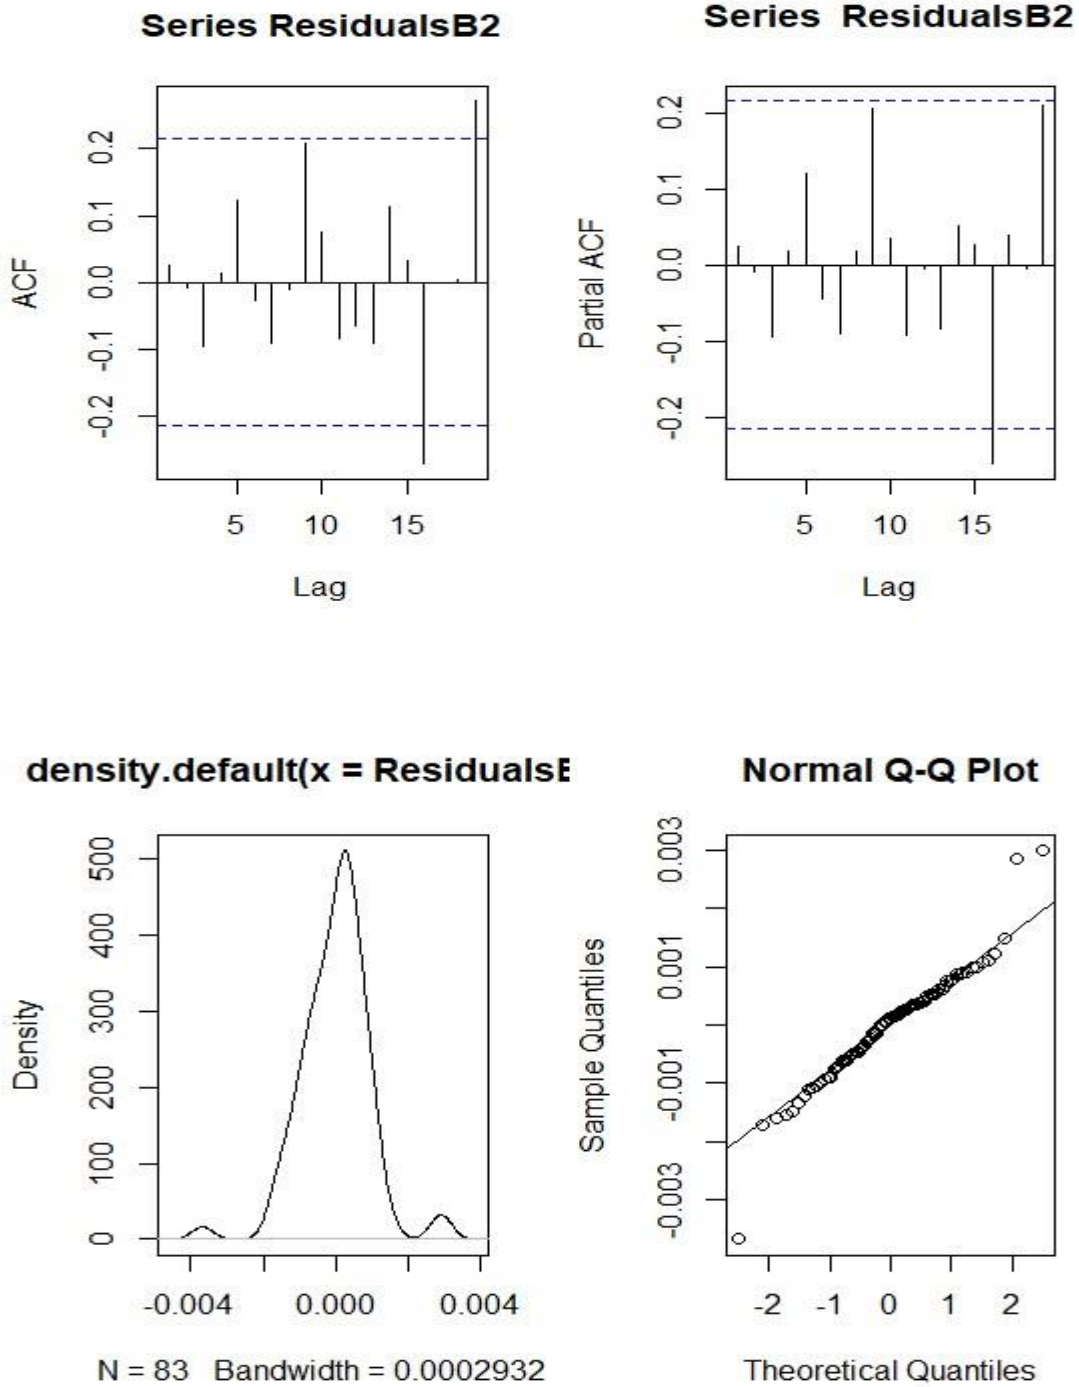 Series ResidualsB2
ACF
0.2
0.1
0.0
-0.1
-0.2
5 10 15
Lag
Series ResidualsB2
Partial ACF
0.2
0.1
0.0
-0.1
-0.2
5 10 15
Lag
density.default(x = ResidualsB
Density
500
400
300
200
100
0
-0.004 0.000 0.004
N = 83 Bandwidth = 0.0002932
Normal Q-Q Plot
Sample Quantiles
0.003
0.001
-0.001
-0.003
-2 -1 0 1 2
Theoretical Quantiles